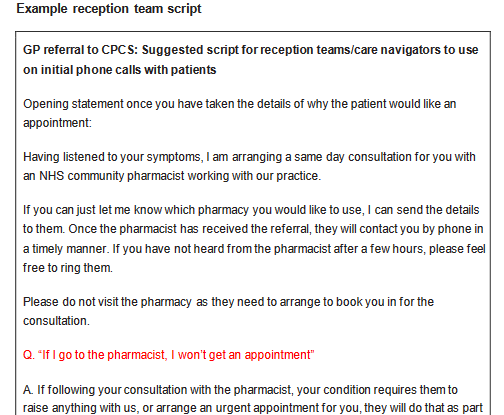 Example reception team script
GP referral to CPCS: Suggested script for reception teams/care navigators to use
on initial phone calls with patients
Opening statement once you have taken the details of why the patient would like an
appointment:
Having listened to your symptoms, I am arranging a same day consultation for you with
an NHS community pharmacist working with our practice.
If you can just let me know which pharmacy you would like to use, I can send the details
to them. Once the pharmacist has received the referral, they will contact you by phone in
a timely manner. If you have not heard from the pharmacist after a few hours, please feel
free to ring them.
Please do not visit the pharmacy as they need to arrange to book you in for the
consultation.
Q. “If I go to the pharmacist, I won’t get an appointment”
A. If following your consultation with the pharmacist, your condition requires them to
raise anything with us, or arrange an urgent appointment for you, they will do that as part